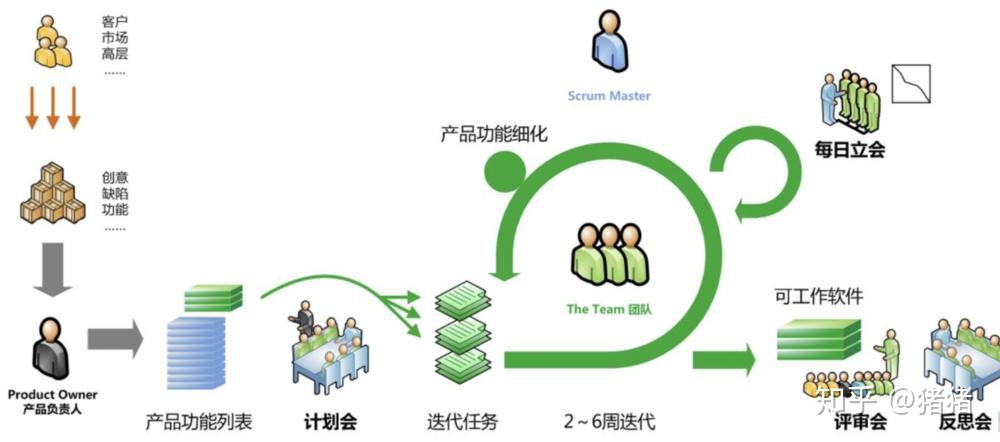 客户
市场
高层
......
创意
缺陷
功能
......
Product Owner
产品负责人
产品功能列表
计划会
迭代任务
产品功能细化
Scrum Master
The Team 团队
2～6周迭代
每日立会
可工作软件
评审会
反思会
知乎 @猪猪